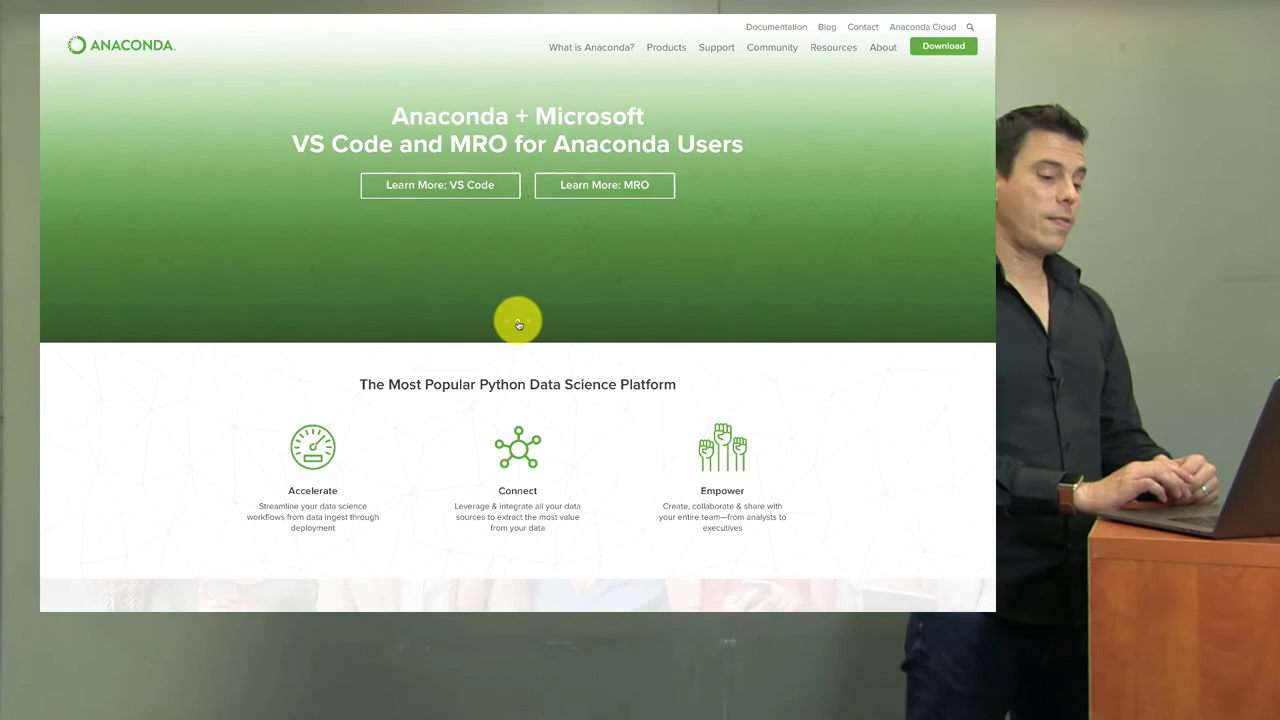 Documentation Blog Contact Anaconda Cloud
ANACONDA.
What is Anaconda? Products Support Community Resources About Download
Anaconda + Microsoft
VS Code and MRO for Anaconda Users
Learn More: VS Code Learn More: MRO
The Most Popular Python Data Science Platform
Accelerate
Streamline your data science
workflows from data ingest through
deployment
Connect
Leverage & integrate all your data
sources to extract the most value
from your data
Empower
Create, collaborate & share with
your entire team—from analysts to
executives